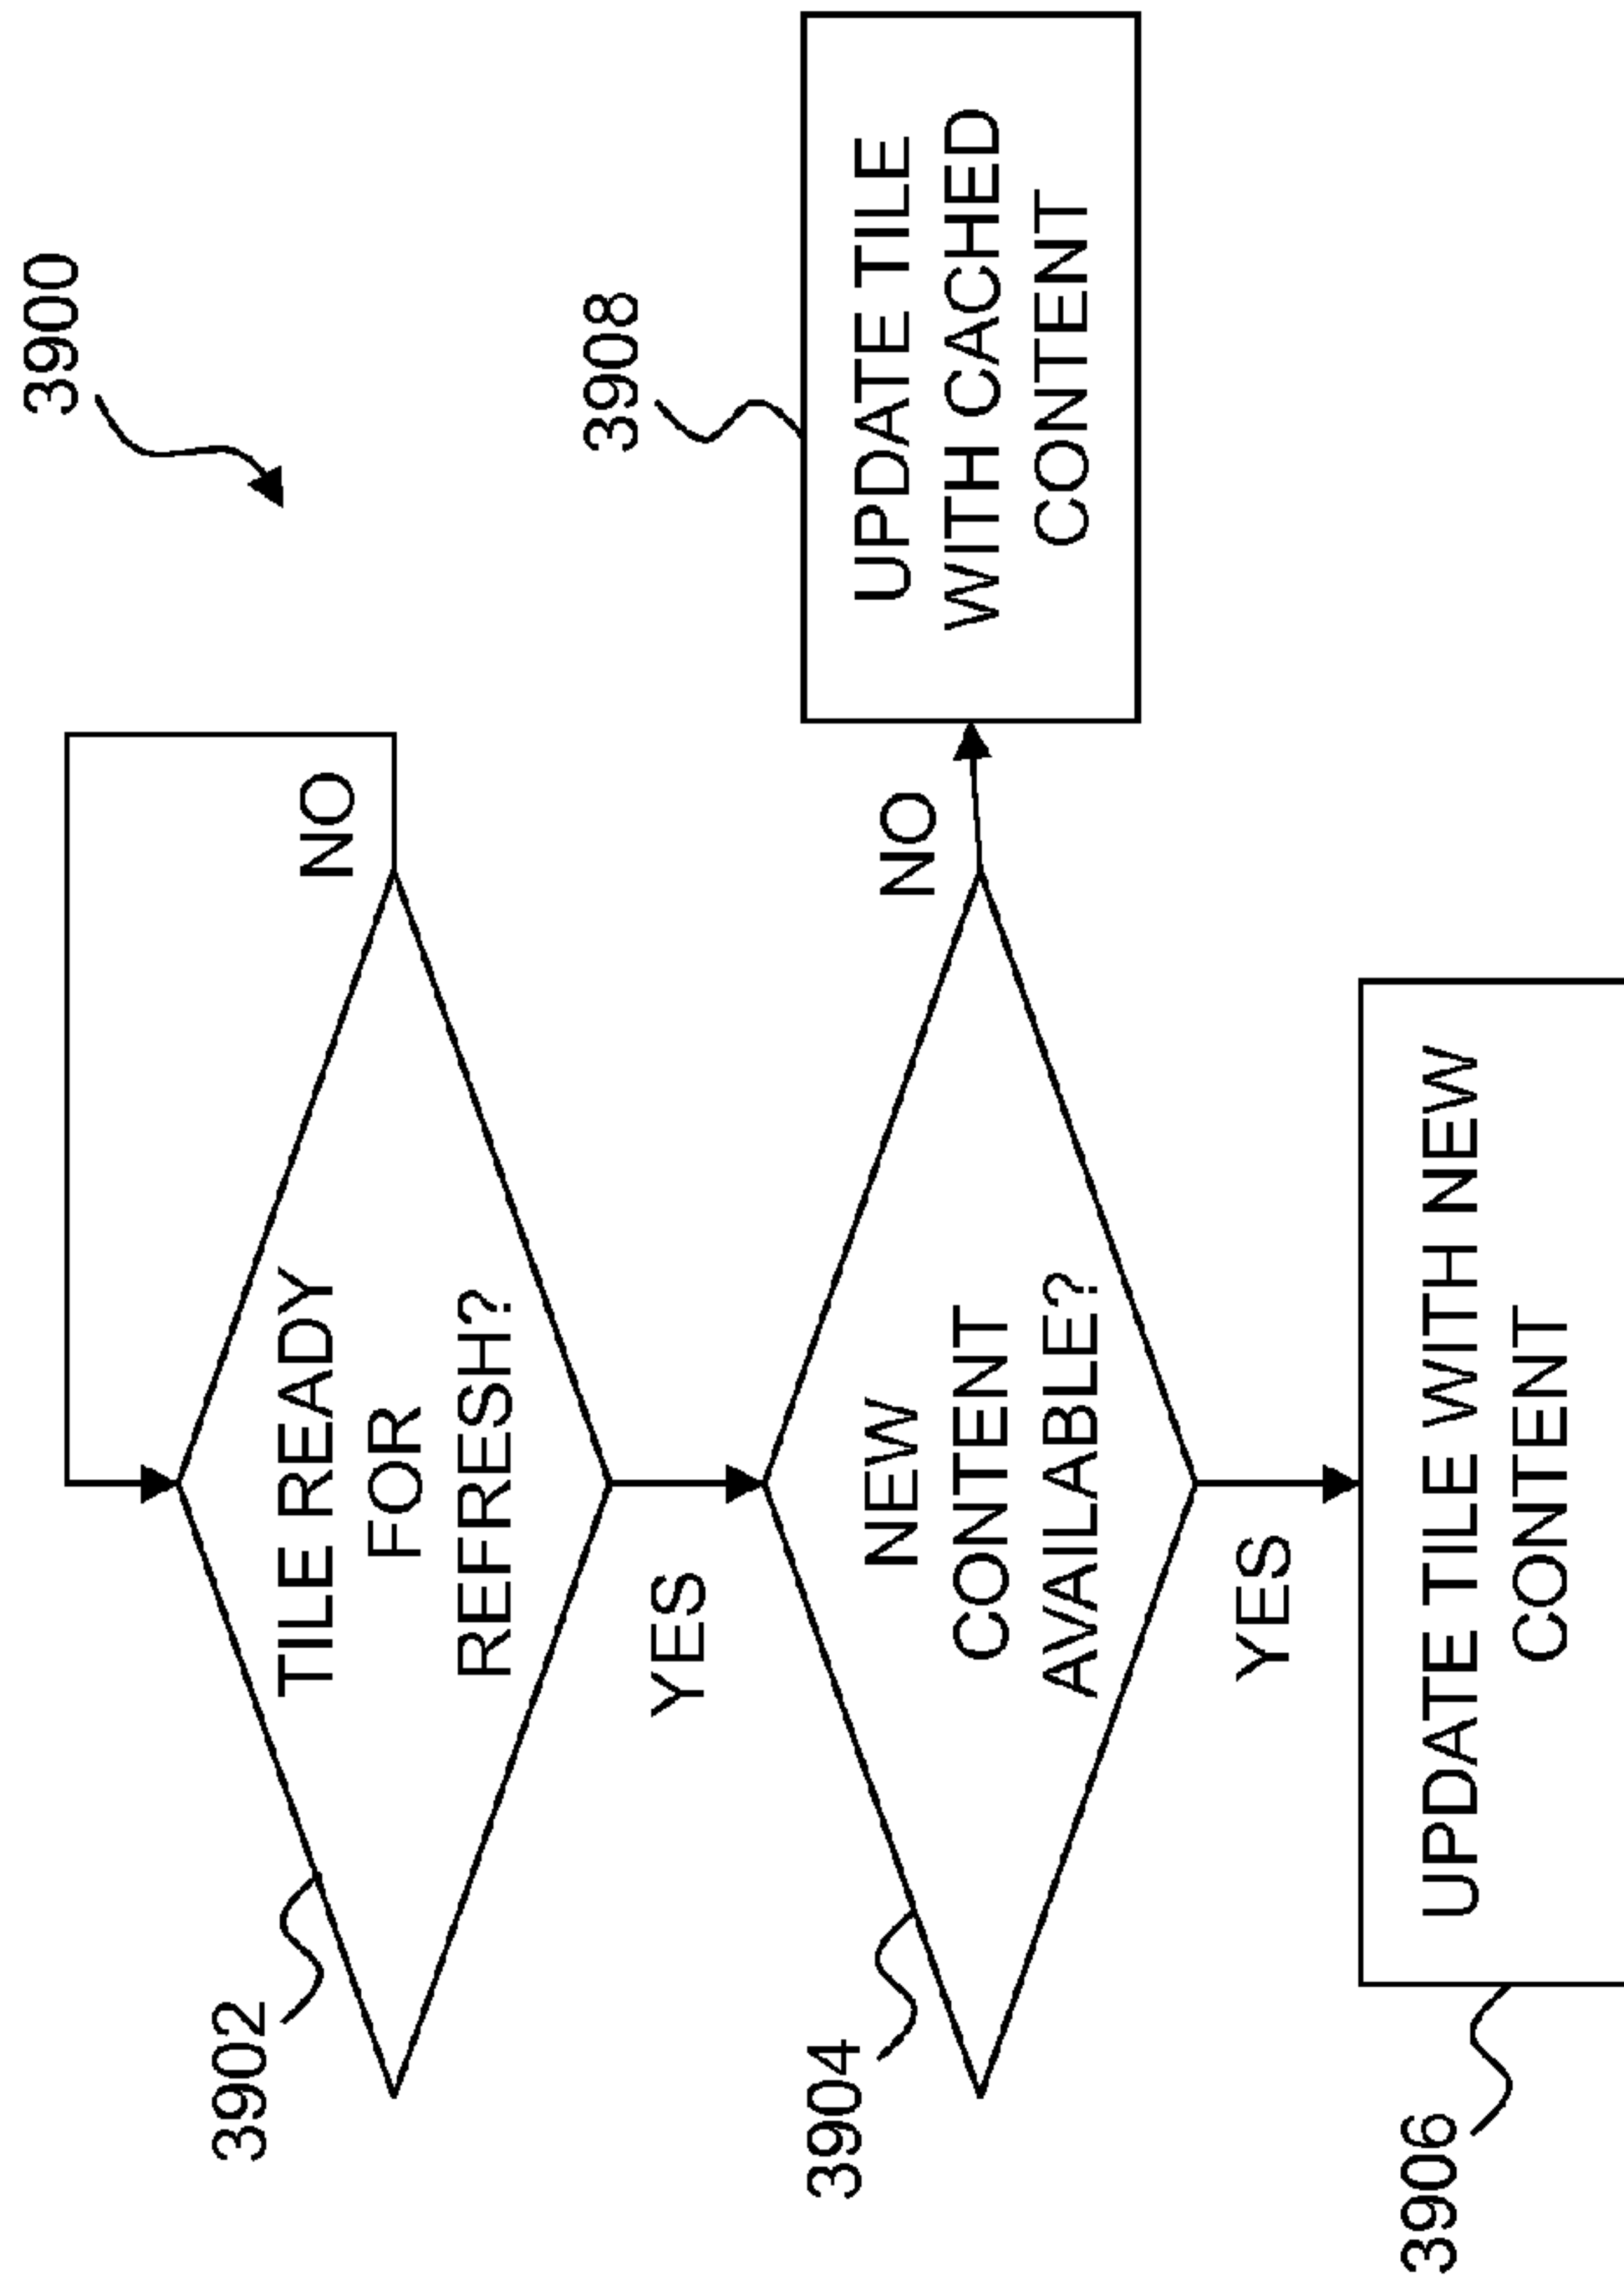 3900
3902
TILE READY
FOR
REFRESH?
NO
YES
3904
NEW
CONTENT
AVAILABLE?
NO
3908
UPDATE TILE
WITH CACHED
CONTENT
YES
3906
UPDATE TILE WITH NEW
CONTENT